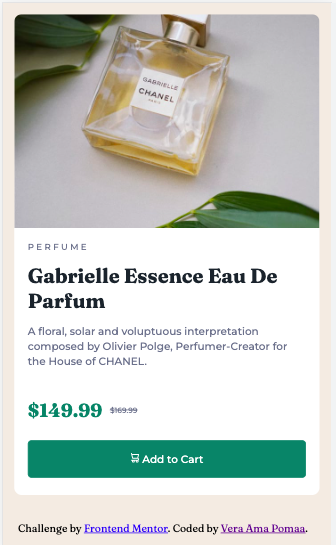 GABRIELLE
CHANEL
PARIS
PERFUME
Gabrielle Essence Eau De
Parfum
A floral, solar and voluptuous interpretation
composed by Olivier Polge, Perfumer-Creator for
the House of CHANEL.
$149.99 $169.99
Add to Cart
Challenge by Frontend Mentor. Coded by Vera Ama Pomaa.